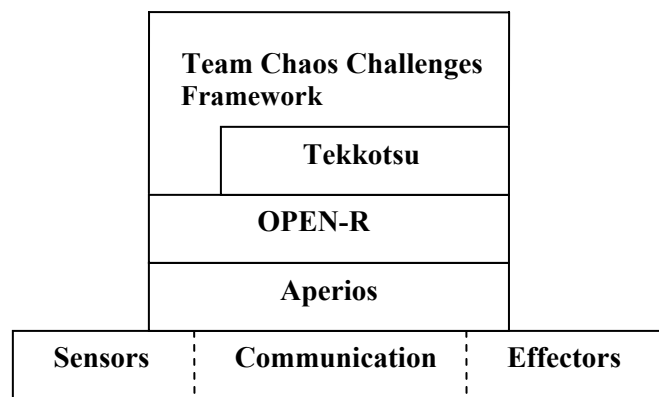 Team Chaos Challenges
Framework
Tekkotsu
OPEN-R
Aperios
Sensors Communication Effectors